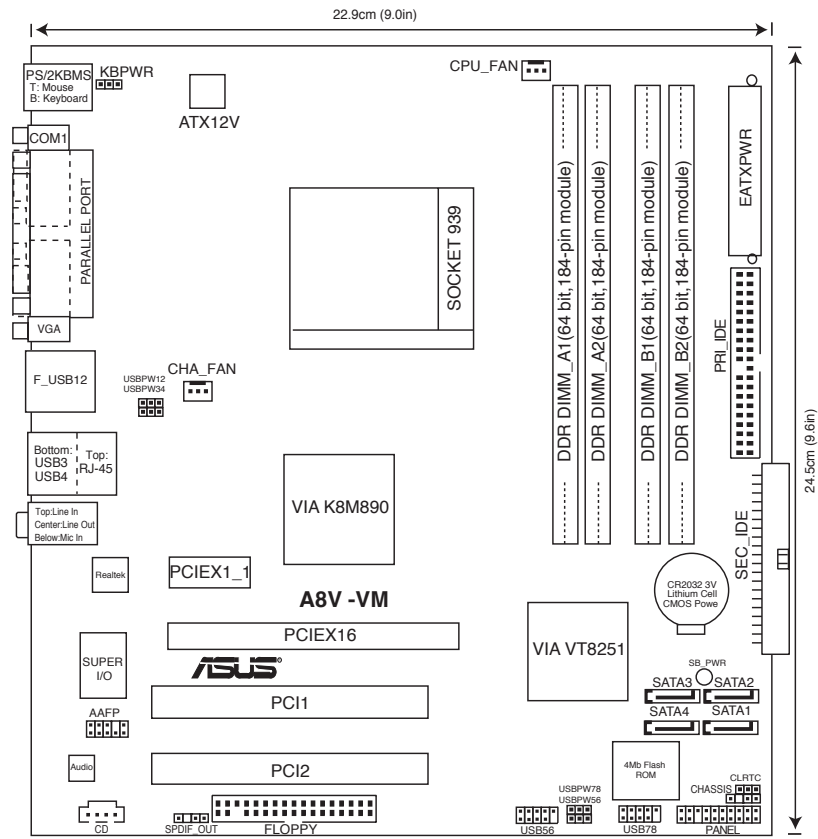 22.9cm (9.0in)
PS/2KBMS
T: Mouse
B: Keyboard
KBPWR
CPU_FAN
ATX12V
COM1
PARALLEL PORT
SOCKET 939
DDR DIMM_A1(64 bit,184-pin module)
DDR DIMM_A2(64 bit,184-pin module)
DDR DIMM_B1(64 bit,184-pin module)
DDR DIMM_B2(64 bit,184-pin module)
EATXPWR
PRI_IDE
24.5cm (9.6in)
VGA
F_USB12
USBPW12
USBPW34
CHA_FAN
Bottom:
USB3
USB4
Top:
RJ-45
Top:Line In
Center:Line Out
Below:Mic In
VIA K8M890
SEC_IDE
Realtek
PCIEX1_1
A8V -VM
CR2032 3V
Lithium Cell
CMOS Powe
PCIEX16
VIA VT8251
SUPER
I/O
ASUS
SB_PWR
SATA3
SATA2
SATA4
SATA1
PCI1
AAFP
Audio
PCI2
4Mb Flash
ROM
CLRTC
CHASSIS
USBPW78
USBPW56
CD
SPDIF_OUT
FLOPPY
USB56
USB78
PANEL